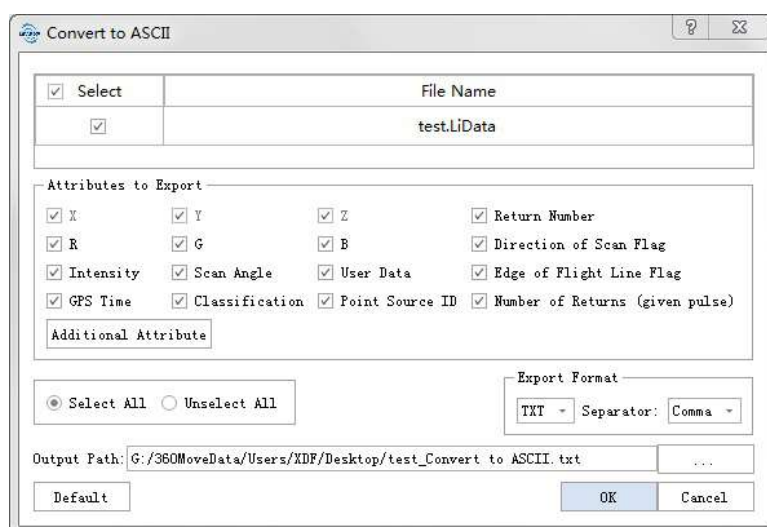 Convert to ASCII
Select File Name
test.LiData
Attributes to Export
X Y Z Return Number
R G B Direction of Scan Flag
Intensity Scan Angle User Data Edge of Flight Line Flag
GPS Time Classification Point Source ID Number of Returns (given pulse)
Additional Attribute
Select All Unselect All
Export Format
TXT Separator: Comma
Output Path: G:/360MoveData/Users/XDF/Desktop/test_Convert to ASCII.txt ...
Default OK Cancel